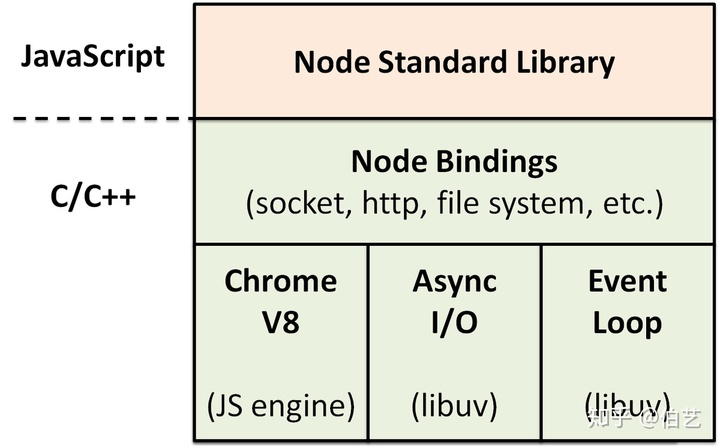 JavaScript
Node Standard Library
C/C++
Node Bindings
(socket, http, file system, etc.)
Chrome
V8
(JS engine)
Async
I/O
(libuv)
Event
Loop
(libuv)
知乎 @伯艺